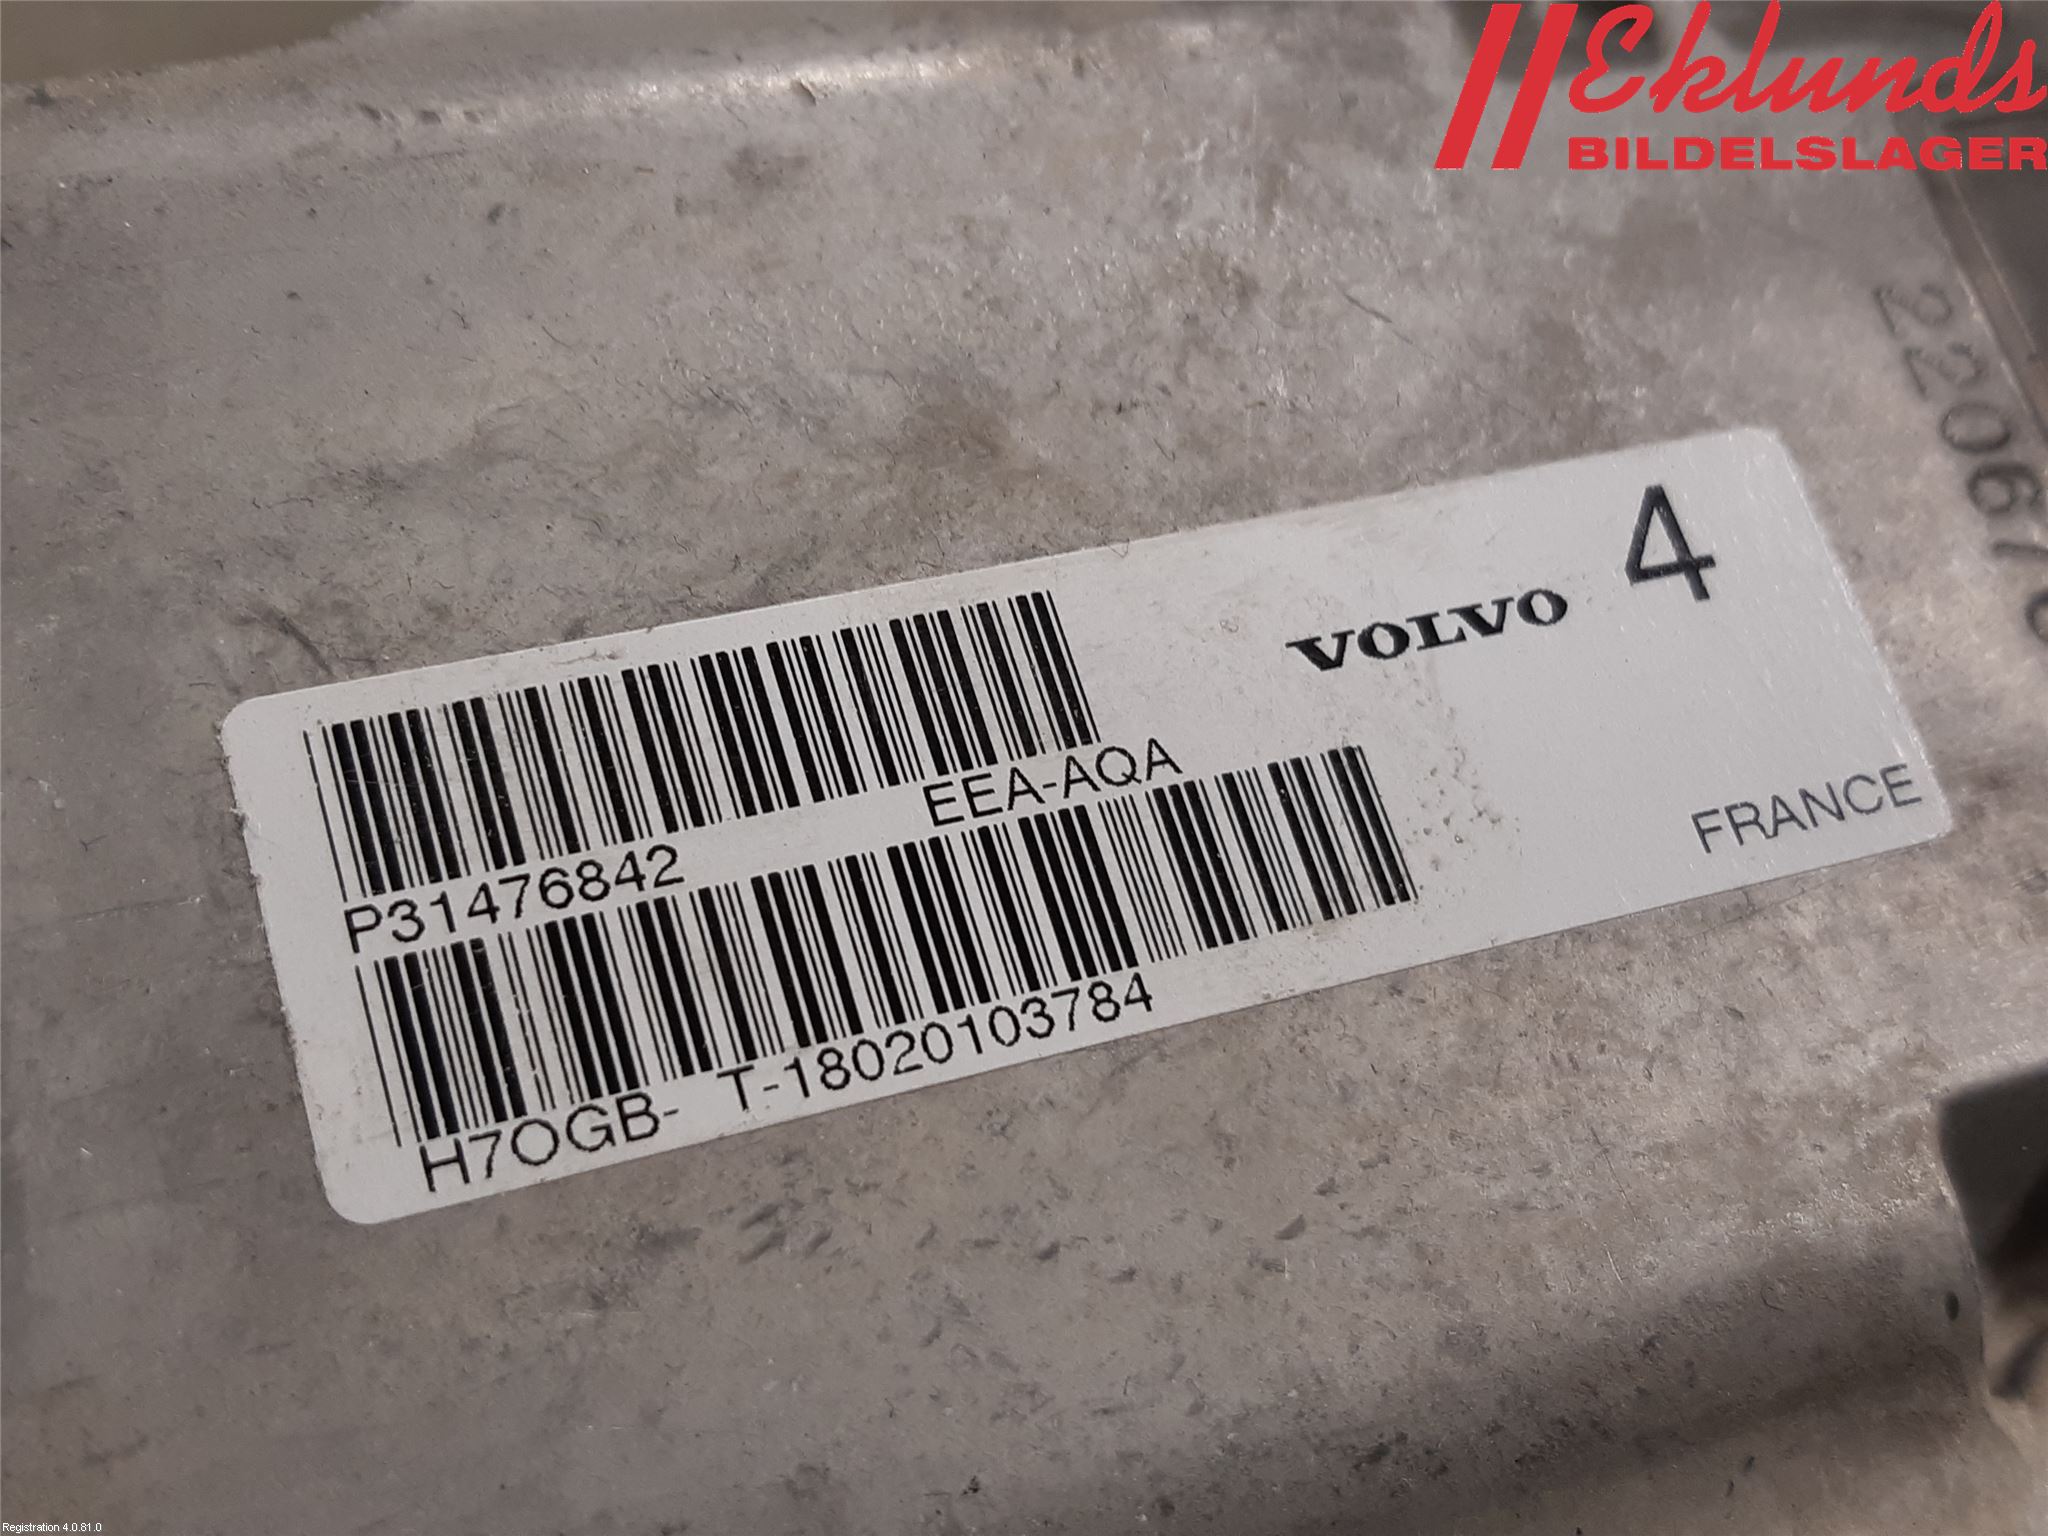 Eklunds
BILDELSLAGER
4
VOLVO
EEA-AQA
P31476842
FRANCE
H7OGB- T-18020103784
Registration 4.0.81.0